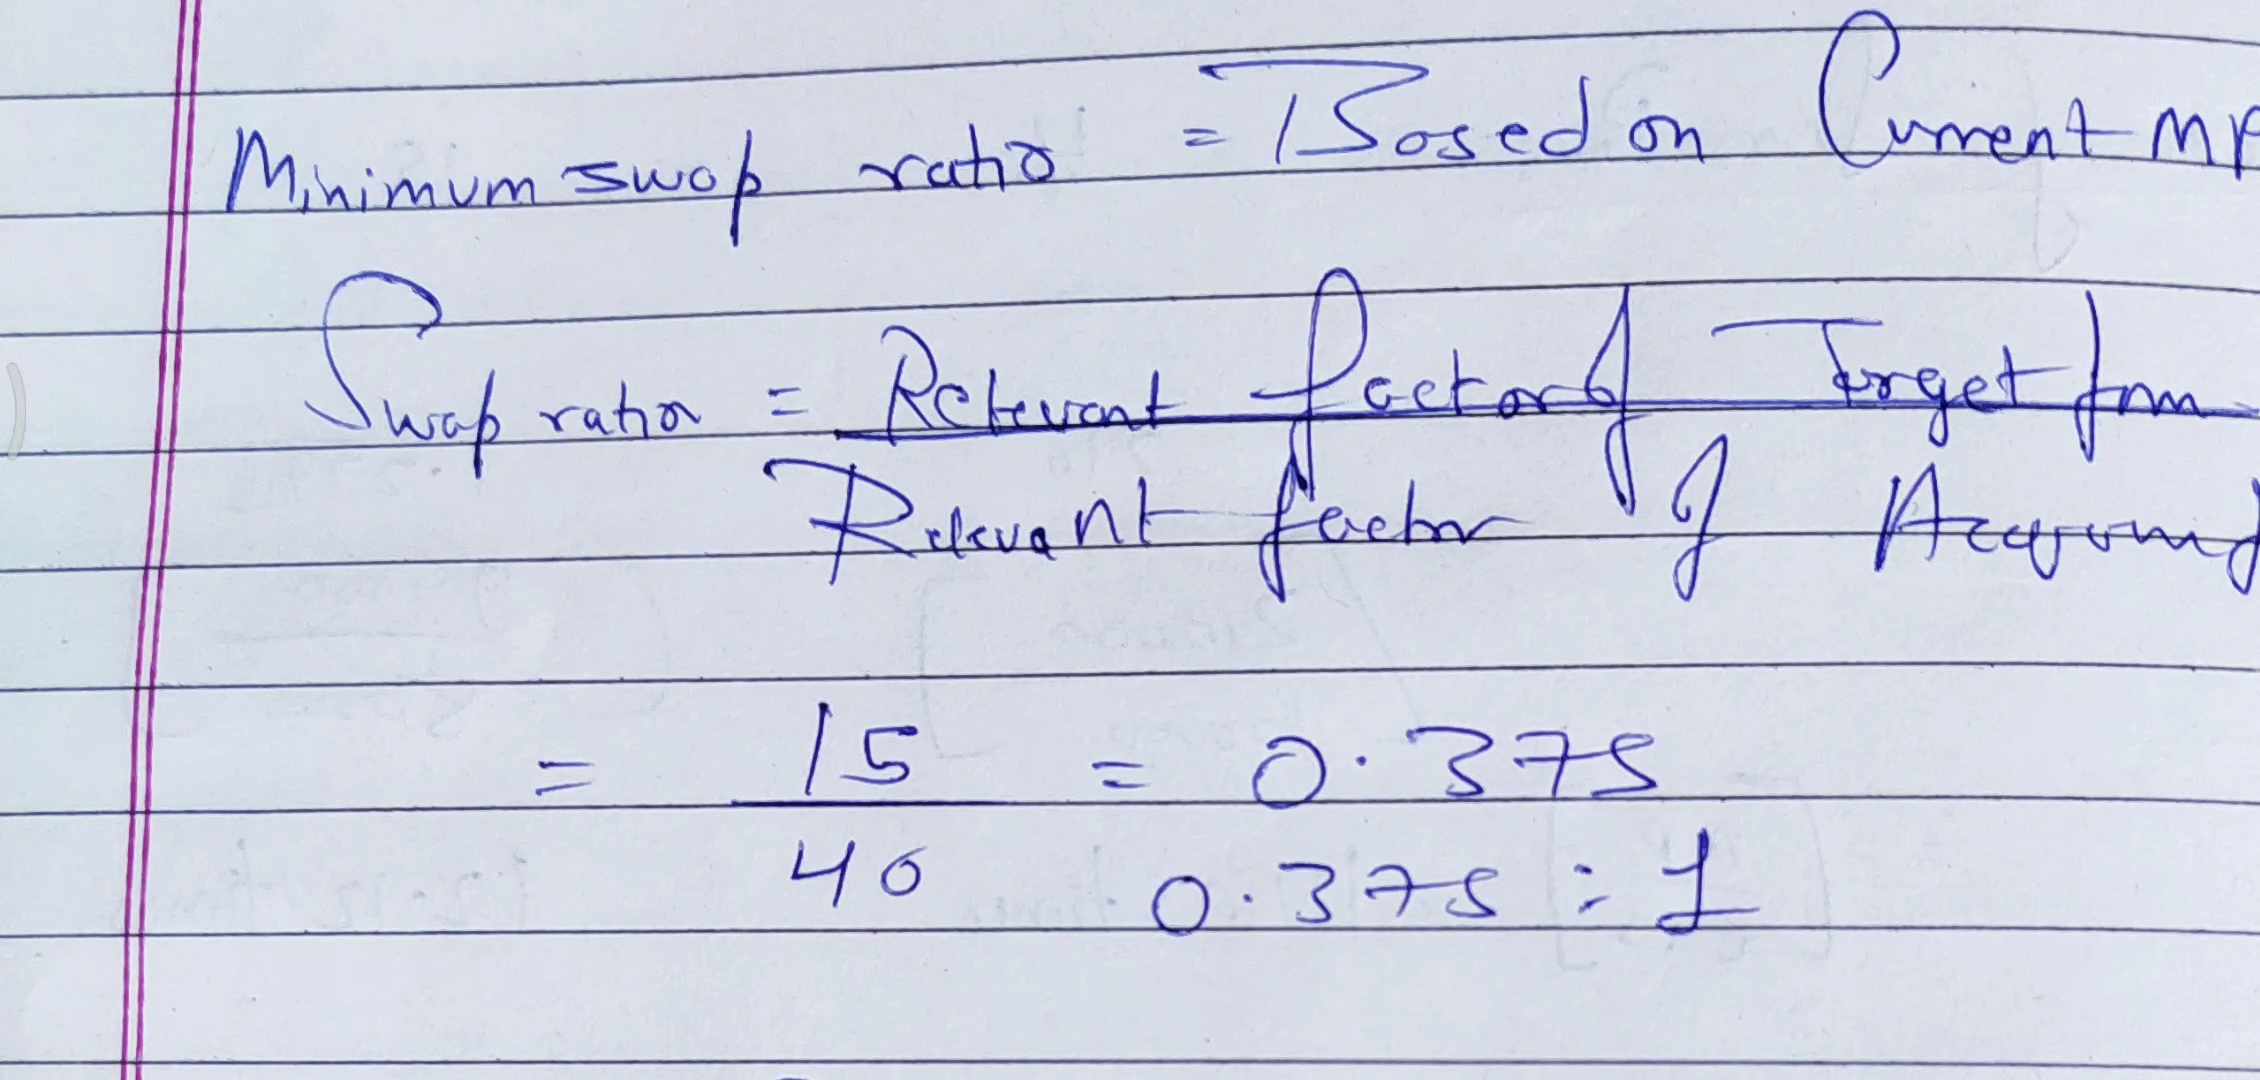 Minimum swap ratio = Based on Current MP
Swap ratio = Relevant factor of Target firm
Relevant factor of Acquiring
= 15 = 0.375
40 0.375 : 1